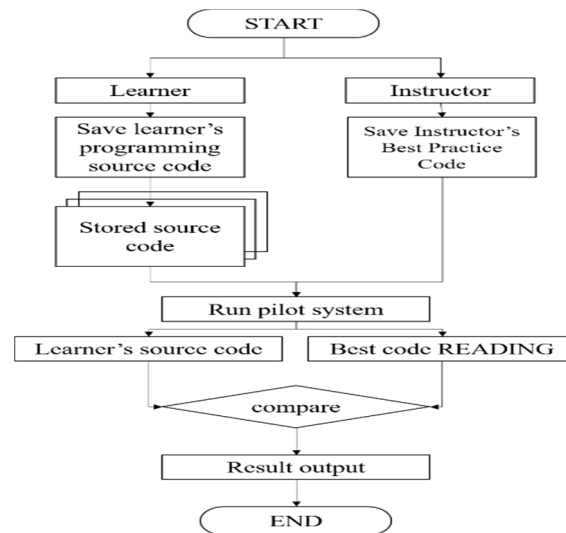 START
Learner
Instructor
Save learner's
programming
source code
Save Instructor's
Best Practice
Code
Stored source
code
Run pilot system
Learner's source code
Best code READING
compare
Result output
END